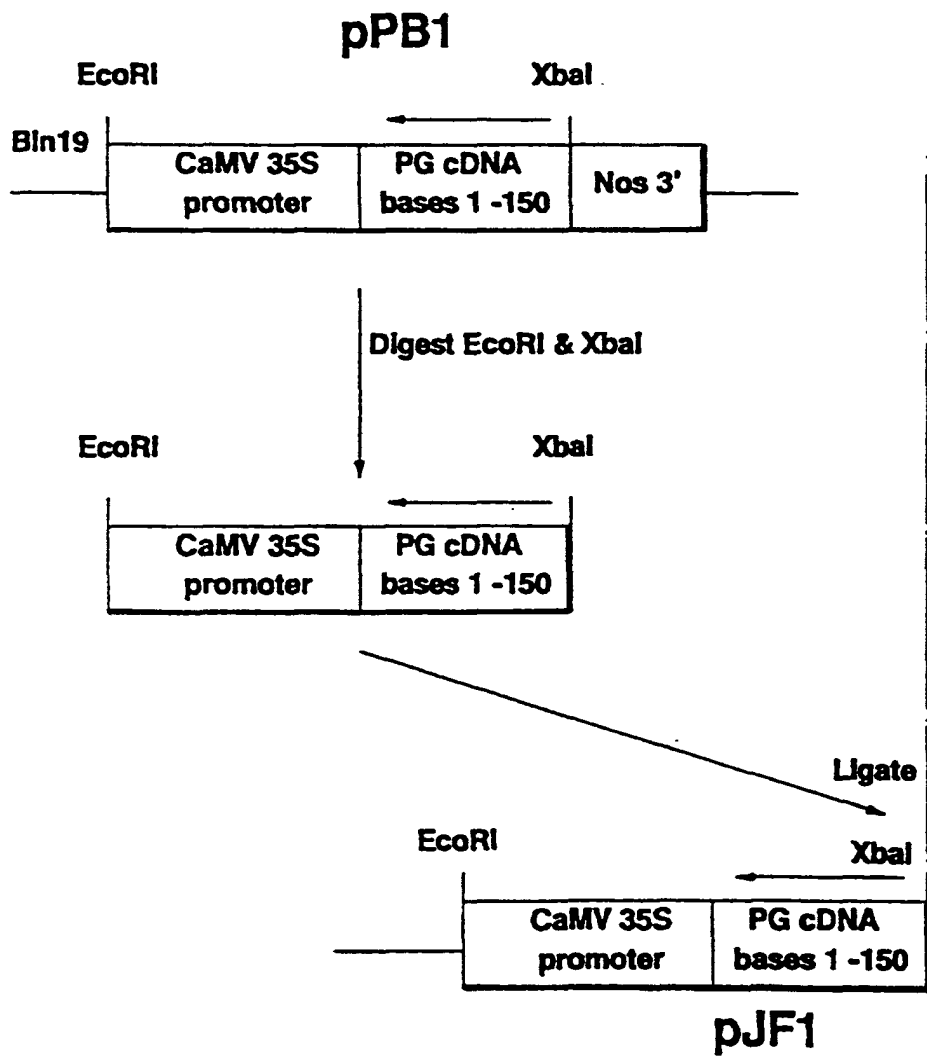 pPB1
EcoRI XbaI
Bin19
CaMV 35S promoter
PG cDNA bases 1 -150
Nos 3'
Digest EcoRI & XbaI
EcoRI XbaI
CaMV 35S promoter
PG cDNA bases 1 -150
Ligate
EcoRI XbaI
CaMV 35S promoter
PG cDNA bases 1 -150
pJF1